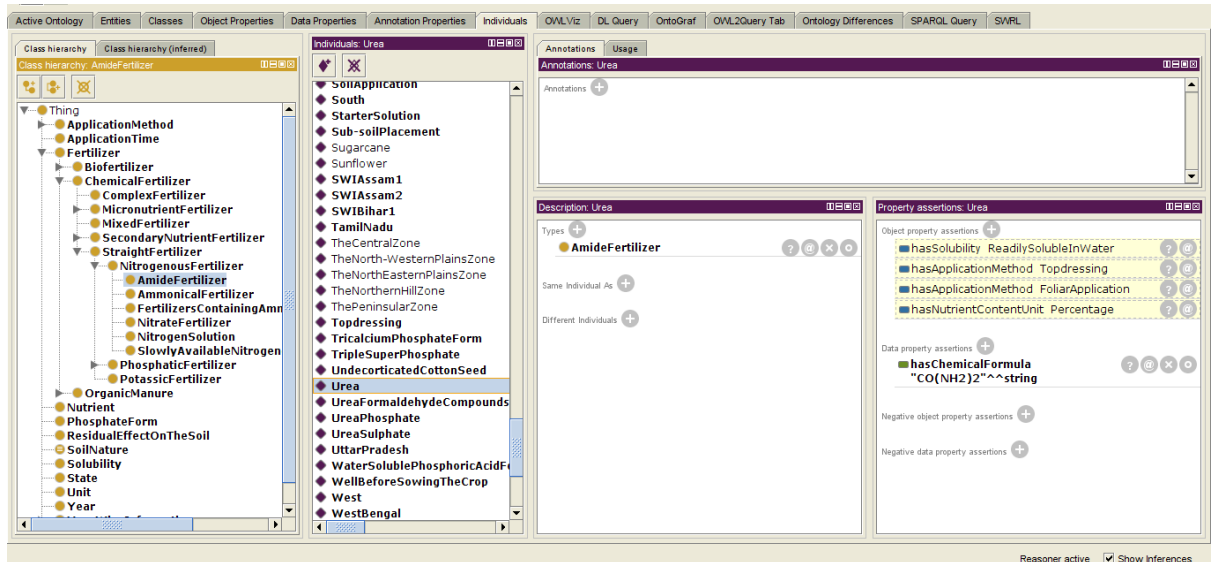 Active Ontology Entities Classes Object Properties Data Properties Annotation Properties Individuals OWLViz DL Query OntoGraf OWL2Query Tab Ontology Differences SPARQL Query SWRL
Class hierarchy Class hierarchy (inferred)
Class hierarchy: AmideFertilizer
Thing
ApplicationMethod
ApplicationTime
Fertilizer
Biofertilizer
ChemicalFertilizer
ComplexFertilizer
MicronutrientFertilizer
MixedFertilizer
SecondaryNutrientFertilizer
StraightFertilizer
NitrogenousFertilizer
AmideFertilizer
AmmonicalFertilizer
FertilizersContainingAmm
NitrateFertilizer
NitrogenSolution
SlowlyAvailableNitrogen
PhosphaticFertilizer
PotassicFertilizer
OrganicManure
Nutrient
PhosphateForm
ResidualEffectOnTheSoil
SoilNature
Solubility
State
Unit
Year
Individuals: Urea
SoilApplication
South
StarterSolution
Sub-soilPlacement
Sugarcane
Sunflower
SWIAssam1
SWIAssam2
SWIBihar1
TamilNadu
TheCentralZone
TheNorth-WesternPlainsZone
TheNorthEasternPlainsZone
TheNorthernHillZone
ThePeninsularZone
Topdressing
TricalciumPhosphateForm
TripleSuperPhosphate
UndecorticatedCottonSeed
Urea
UreaFormaldehydeCompounds
UreaPhosphate
UreaSulphate
UttarPradesh
WaterSolublePhosphoricAcidFo
WellBeforeSowingTheCrop
West
WestBengal
Annotations Usage
Annotations: Urea
Annotations
Description: Urea
Types
AmideFertilizer
Same Individual As
Different Individuals
Property assertions: Urea
Object property assertions
hasSolubility ReadilySolubleInWater
hasApplicationMethod Topdressing
hasApplicationMethod FoliarApplication
hasNutrientContentUnit Percentage
Data property assertions
hasChemicalFormula
"CO(NH2)2"^^string
Negative object property assertions
Negative data property assertions
Reasoner active Show Inferences